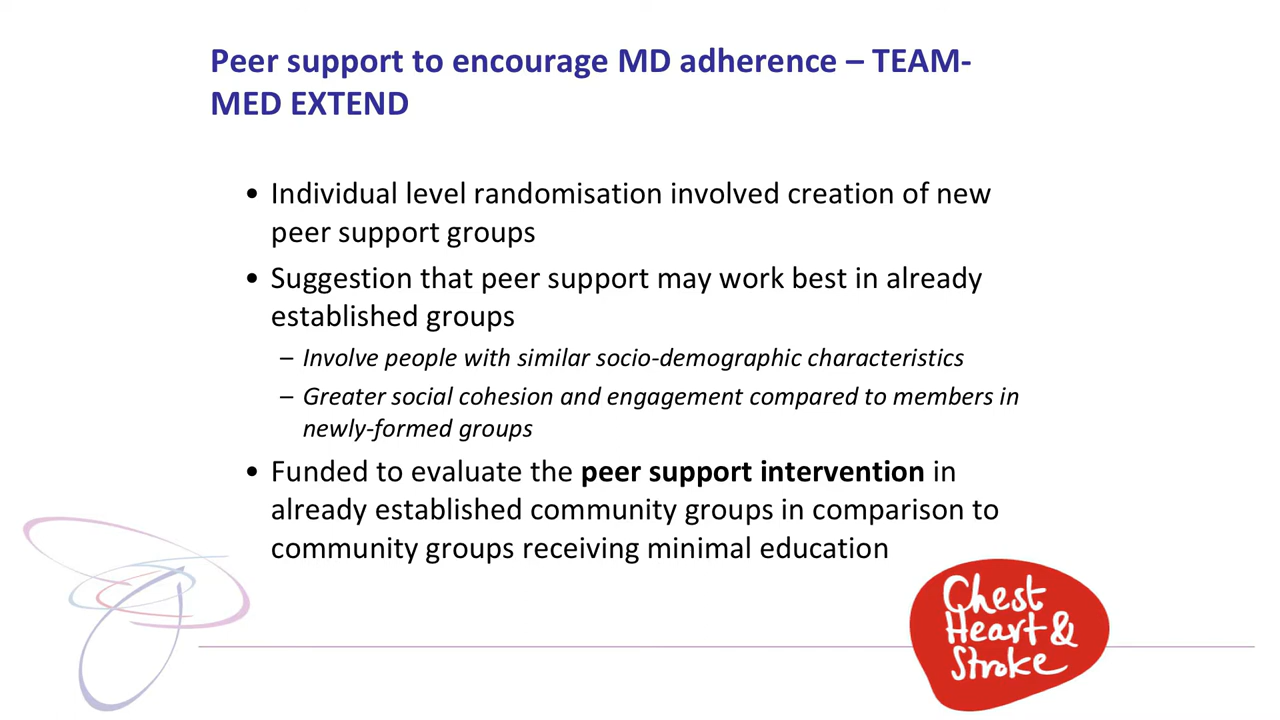 Peer support to encourage MD adherence – TEAM-
MED EXTEND
• Individual level randomisation involved creation of new
peer support groups
• Suggestion that peer support may work best in already
established groups
– Involve people with similar socio-demographic characteristics
– Greater social cohesion and engagement compared to members in
newly-formed groups
• Funded to evaluate the peer support intervention in
already established community groups in comparison to
community groups receiving minimal education
Chest
Heart &
Stroke